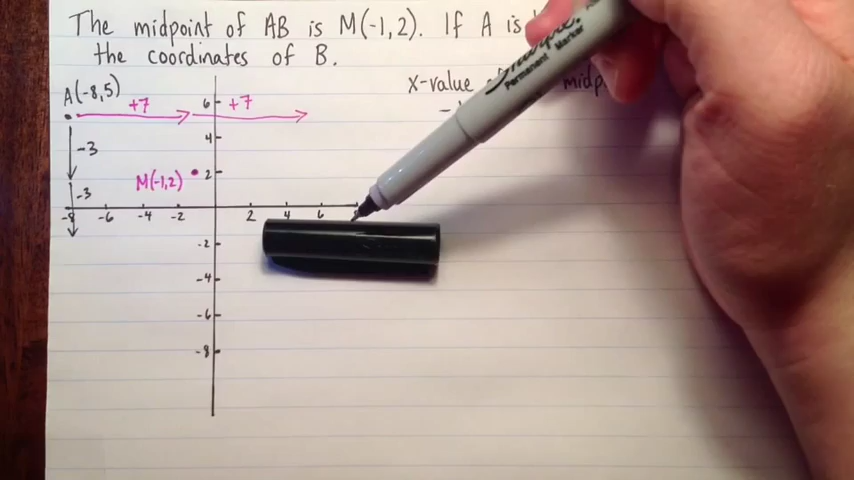 The midpoint of AB is M(-1,2). If A is
the coordinates of B.
x-value midp
A(-8,5)
+7 +7
6
4
-3
M(-1,2) 2
-3
-8 -6 -4 -2 2 4 6
-2
-4
-6
-8
Sharpie
Permanent Marker